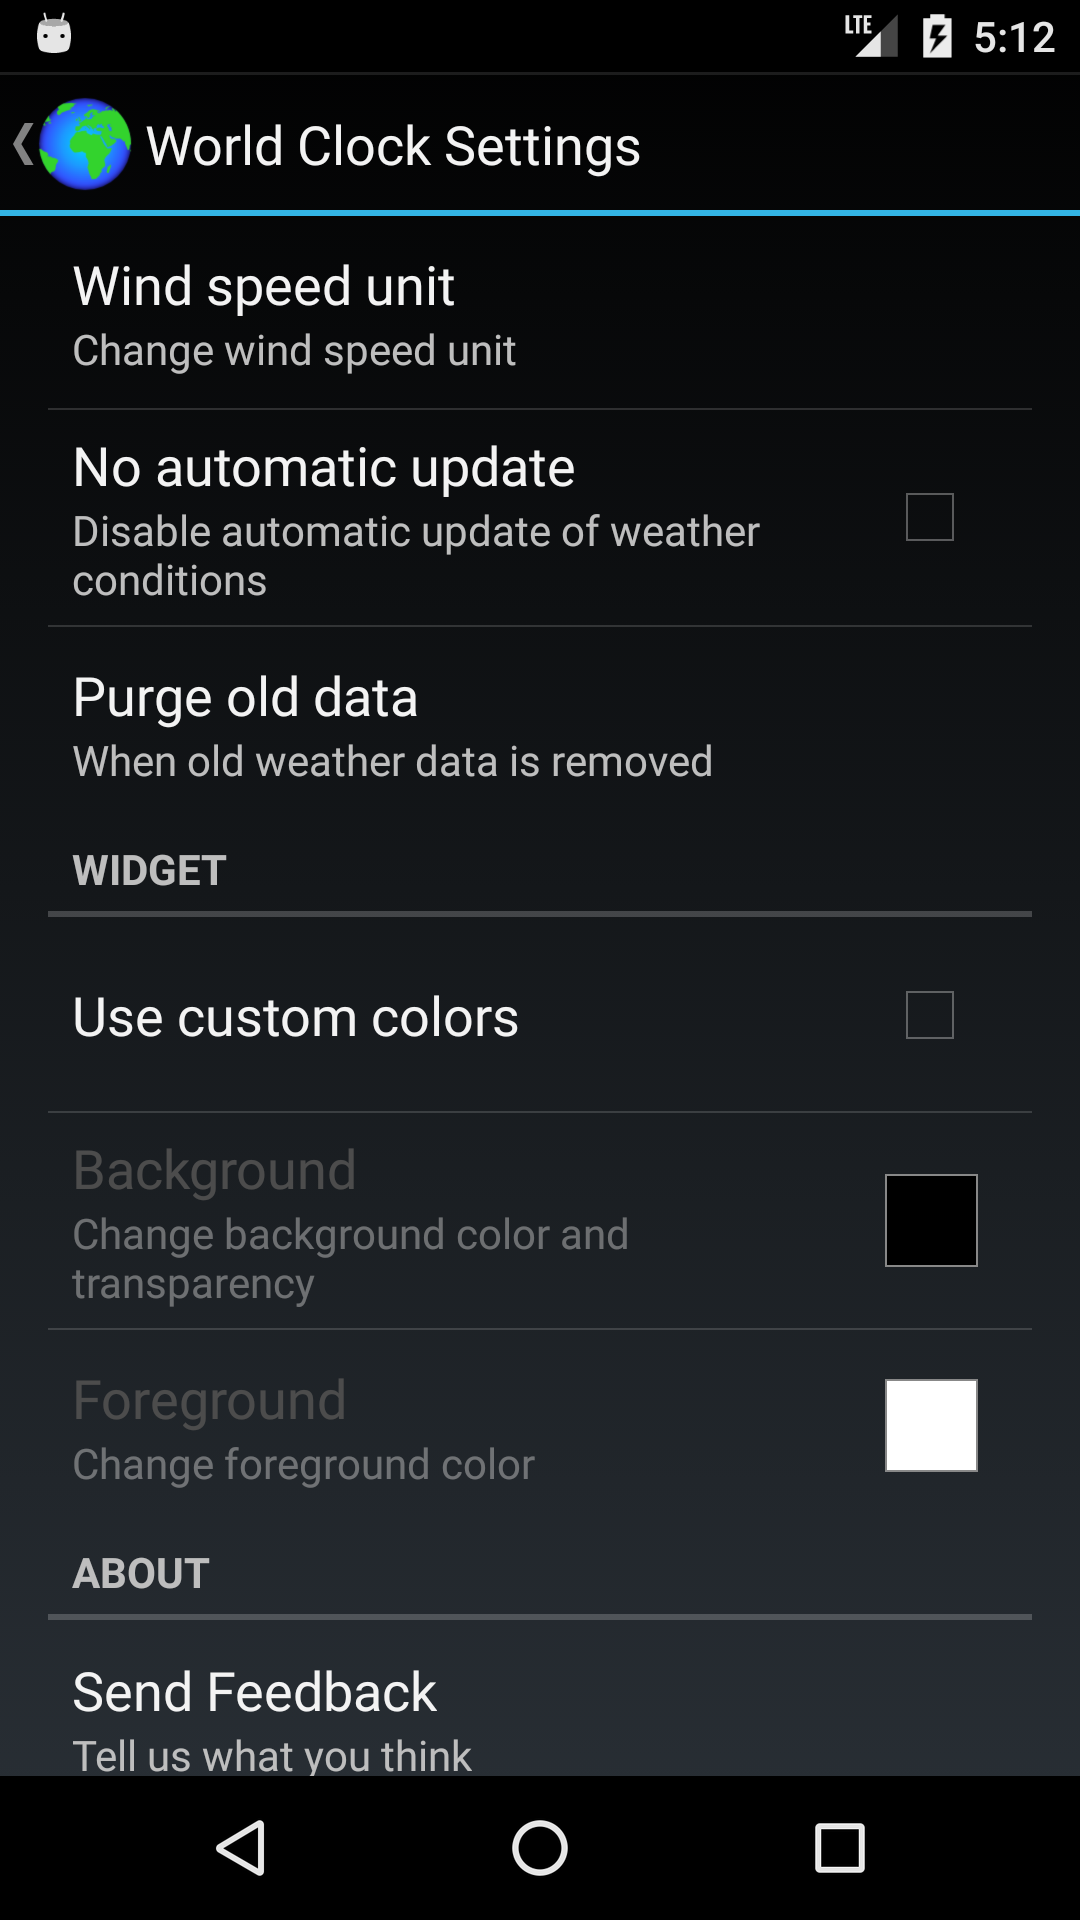 LTE 5:12
World Clock Settings
Wind speed unit
Change wind speed unit
No automatic update
Disable automatic update of weather
conditions
Purge old data
When old weather data is removed
WIDGET
Use custom colors
Background
Change background color and
transparency
Foreground
Change foreground color
ABOUT
Send Feedback
Tell us what you think